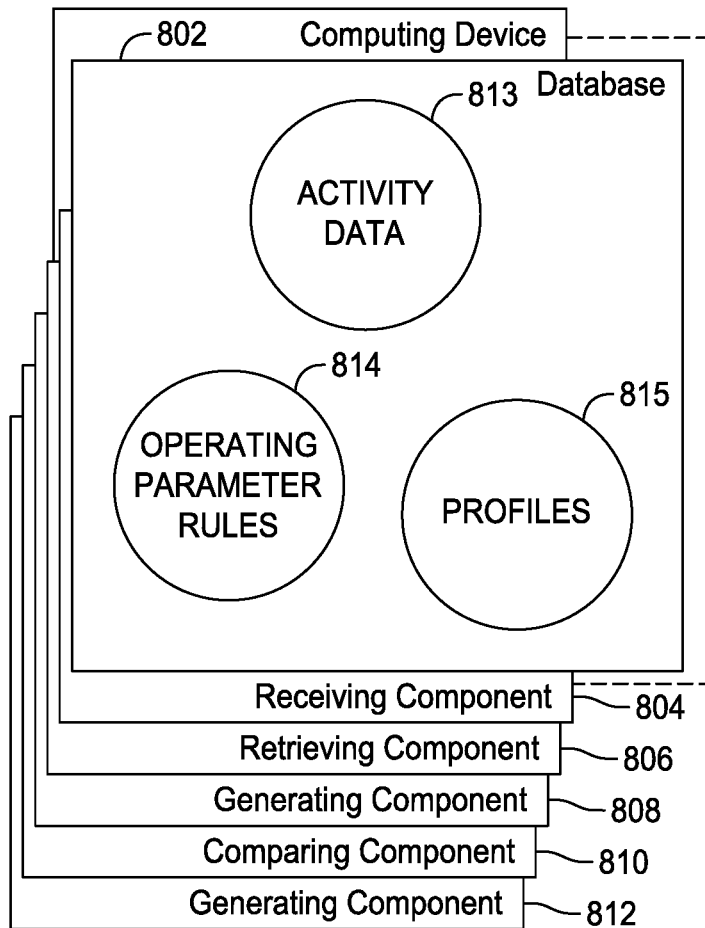 802
Computing Device
Database
813
ACTIVITY
DATA
814
OPERATING
PARAMETER
RULES
815
PROFILES
Receiving Component
804
Retrieving Component
806
Generating Component
808
Comparing Component
810
Generating Component
812